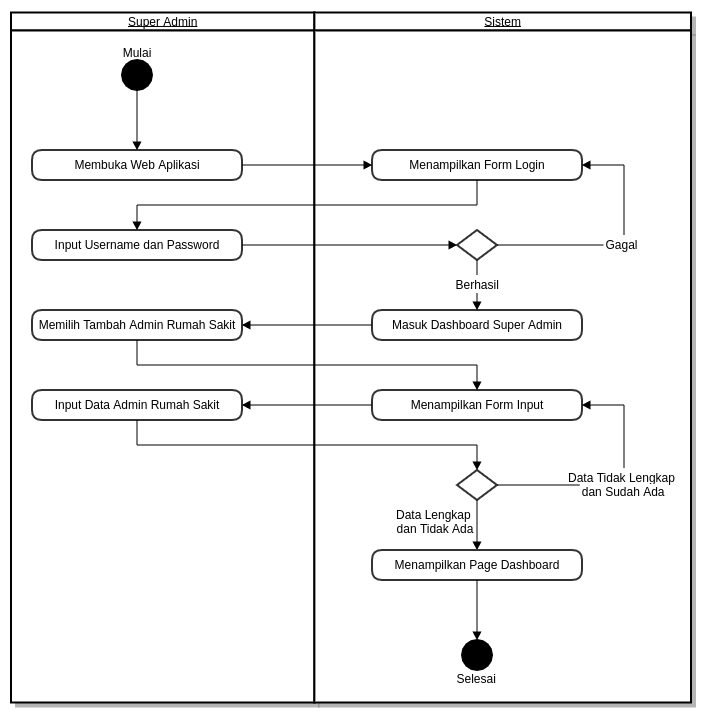 Super Admin
Sistem
Mulai
Membuka Web Aplikasi
Menampilkan Form Login
Input Username dan Password
Gagal
Berhasil
Memilih Tambah Admin Rumah Sakit
Masuk Dashboard Super Admin
Input Data Admin Rumah Sakit
Menampilkan Form Input
Data Tidak Lengkap
dan Sudah Ada
Data Lengkap
dan Tidak Ada
Menampilkan Page Dashboard
Selesai